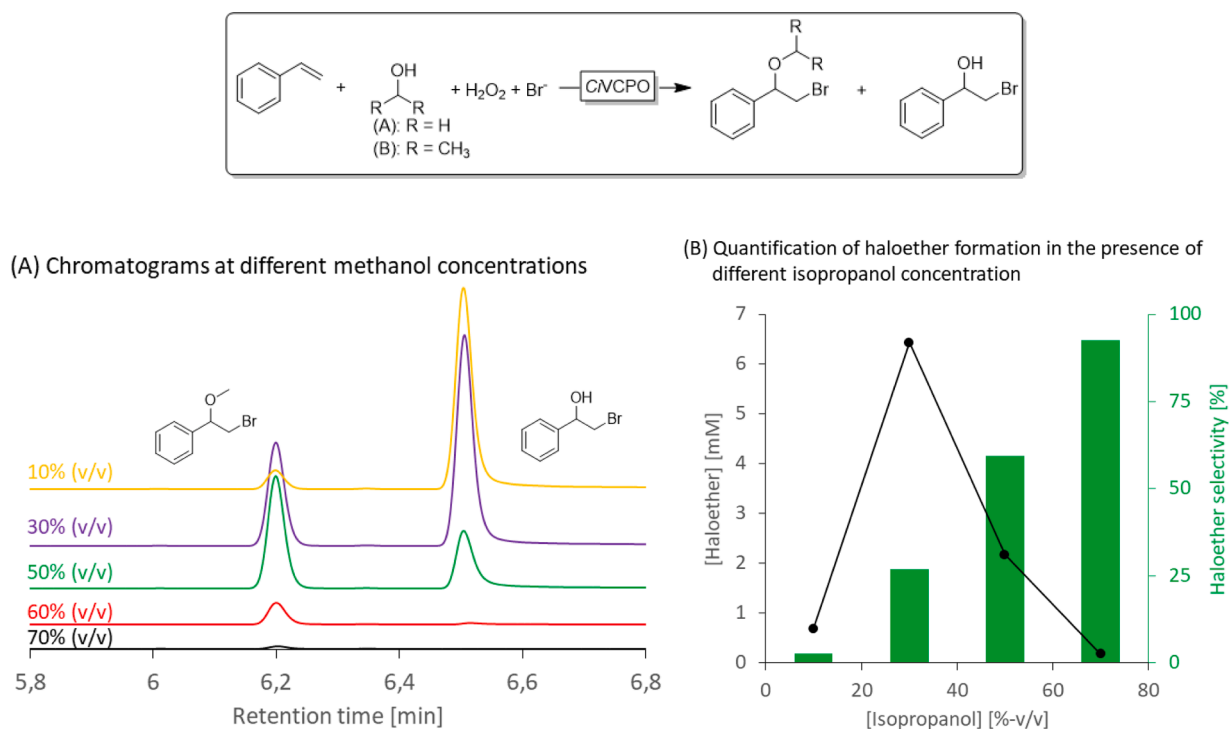 OH
R
R
O
R R
(A): R = H
(B): R = CH₃
+
+ H₂O₂ + Br⁻
CiVCPO
Br
+
OH
Br
(A) Chromatograms at different methanol concentrations
O
Br
OH
Br
10% (v/v)
30% (v/v)
50% (v/v)
60% (v/v)
70% (v/v)
5,8 6 6,2 6,4 6,6 6,8
Retention time [min]
(B) Quantification of haloether formation in the presence of
different isopropanol concentration
7
6
5
4
3
2
1
0
[Haloether] [mM]
100
75
50
25
0
Haloether selectivity [%]
0 20 40 60 80
[Isopropanol] [%-v/v]